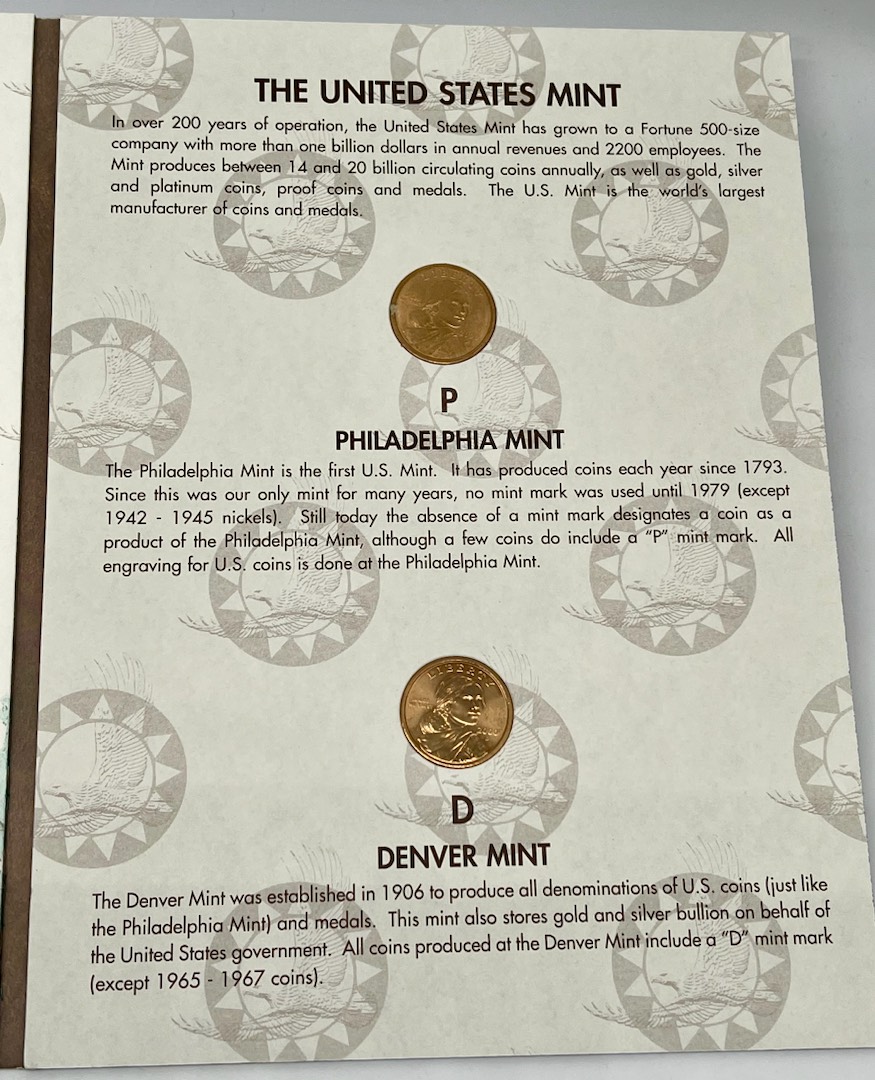 THE UNITED STATES MINT
In over 200 years of operation, the United States Mint has grown to a Fortune 500-size
company with more than one billion dollars in annual revenues and 2200 employees. The
Mint produces between 14 and 20 billion circulating coins annually, as well as gold, silver
and platinum coins, proof coins and medals. The U.S. Mint is the world's largest
manufacturer of coins and medals.
LIBERTY
P
PHILADELPHIA MINT
The Philadelphia Mint is the first U.S. Mint. It has produced coins each year since 1793.
Since this was our only mint for many years, no mint mark was used until 1979 (except
1942 - 1945 nickels). Still today the absence of a mint mark designates a coin as a
product of the Philadelphia Mint, although a few coins do include a "P" mint mark. All
engraving for U.S. coins is done at the Philadelphia Mint.
LIBERTY
2000
D
DENVER MINT
The Denver Mint was established in 1906 to produce all denominations of U.S. coins (just like
the Philadelphia Mint) and medals. This mint also stores gold and silver bullion on behalf of
the United States government. All coins produced at the Denver Mint include a "D" mint mark
(except 1965 - 1967 coins).